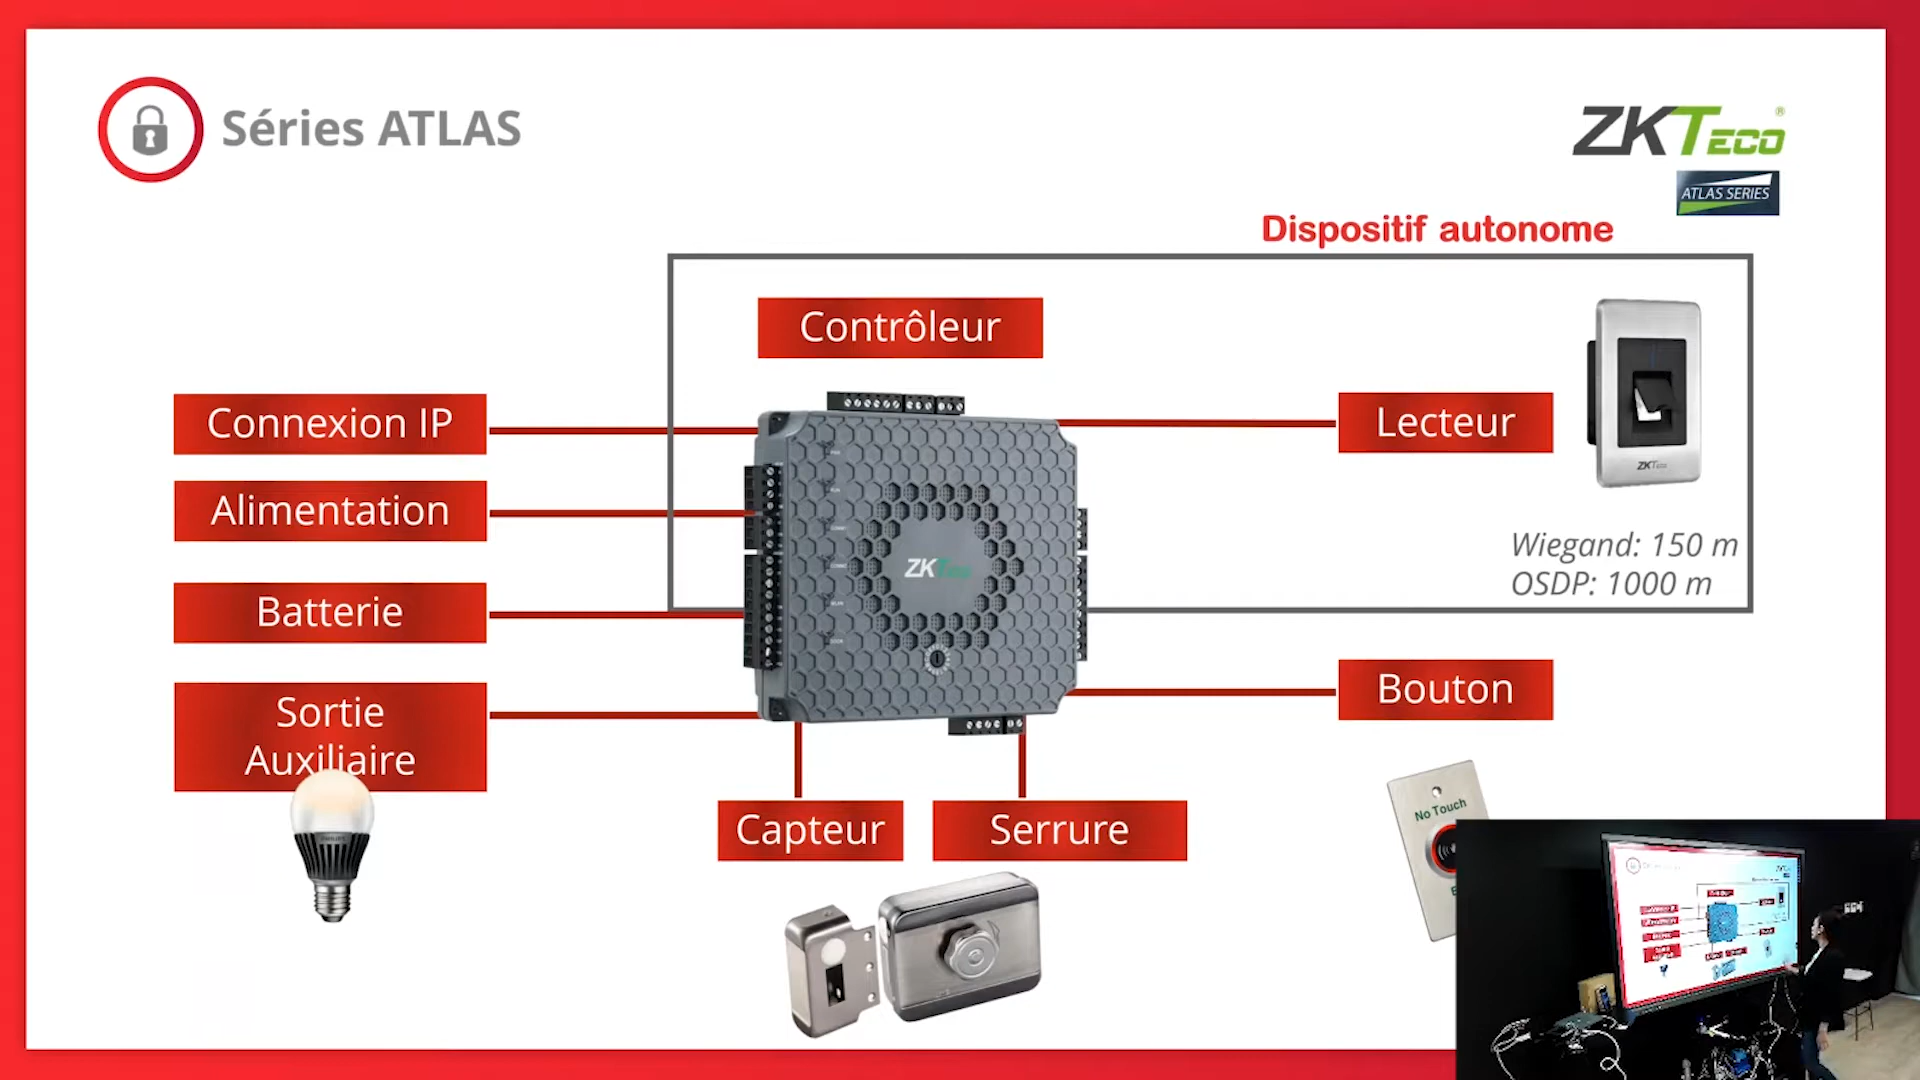 Séries ATLAS
ZKTECO
ATLAS SERIES
Dispositif autonome
Contrôleur
Connexion IP
Lecteur
Alimentation
ZKTeco
ZKTeco
Wiegand: 150 m
OSDP: 1000 m
Batterie
Bouton
Sortie
Auxiliaire
No Touch
Capteur
Serrure